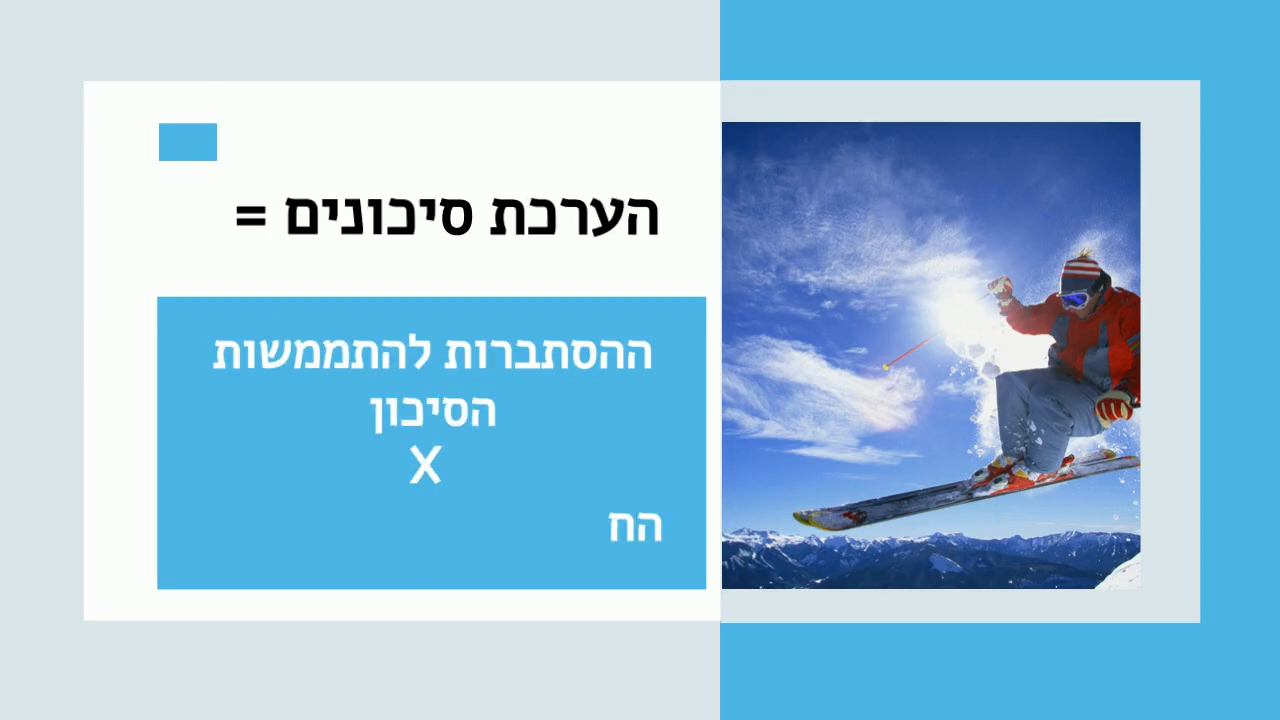 הערכת סיכונים =
ההסתברות להתממשות
הסיכון
X
הח